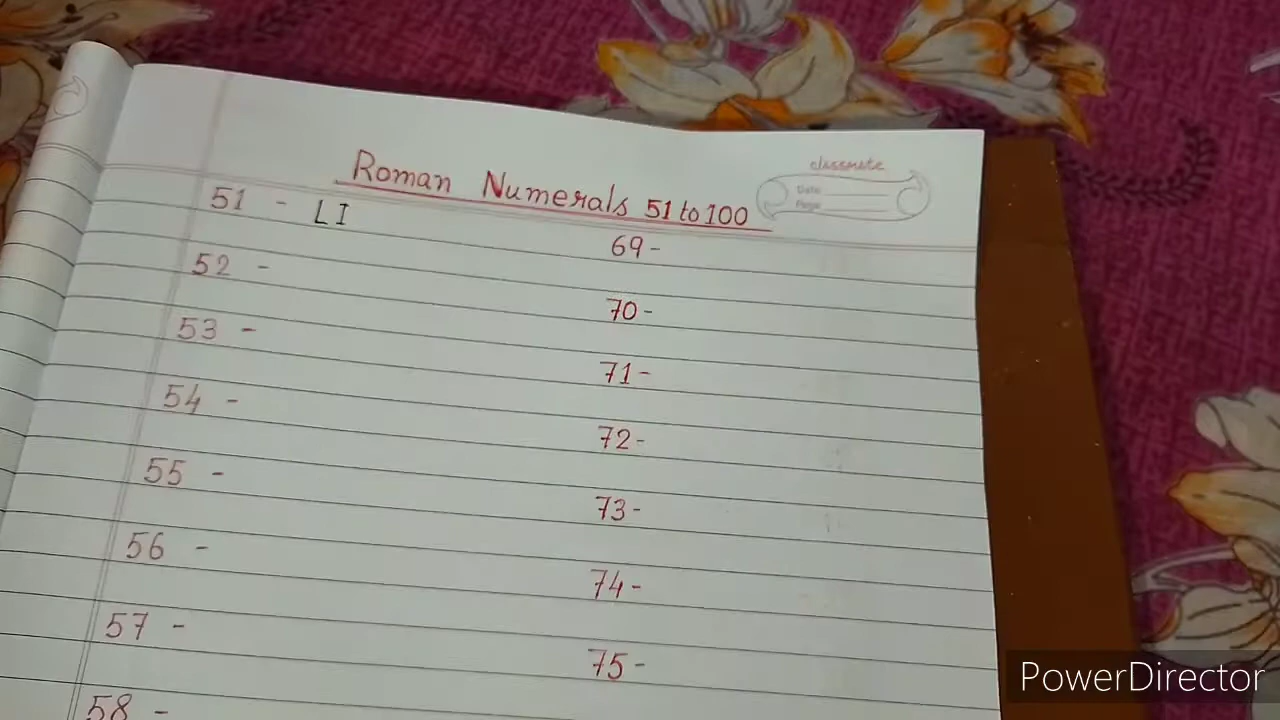 classmate
Roman Numerals 51 to 100
Date
Page
51 - LI
52 -
53 -
54 -
55 -
56 -
57 -
58 -
69-
70-
71-
72-
73-
74-
75-
PowerDirector